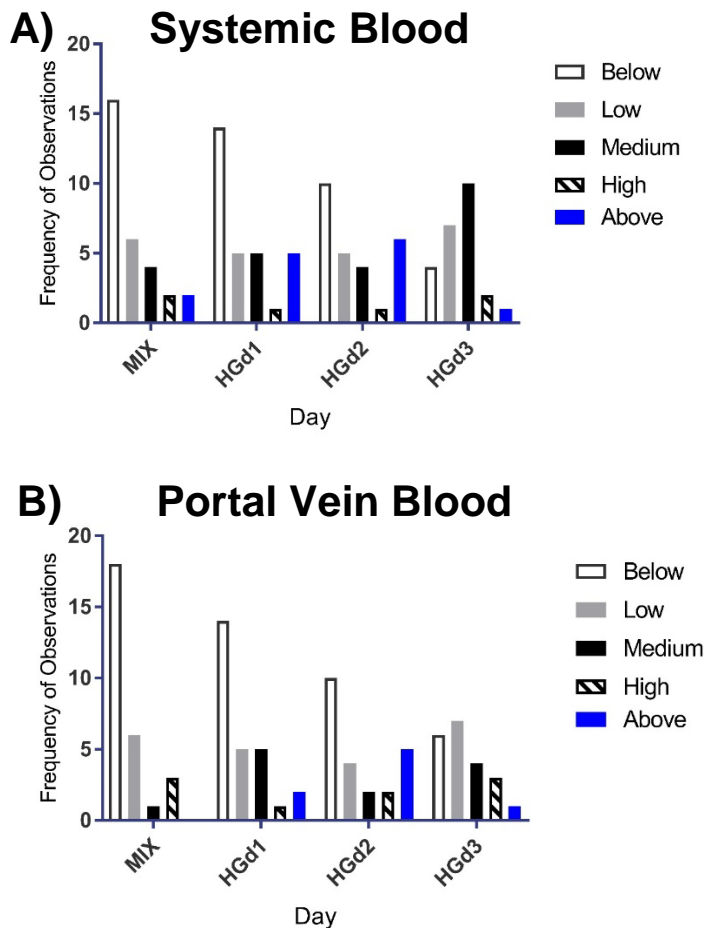 A) Systemic Blood
Frequency of Observations
20
15
10
5
0
MIX
HGd1
HGd2
HGd3
Day
Below
Low
Medium
High
Above
B) Portal Vein Blood
Frequency of Observations
20
15
10
5
0
MIX
HGd1
HGd2
HGd3
Day
Below
Low
Medium
High
Above